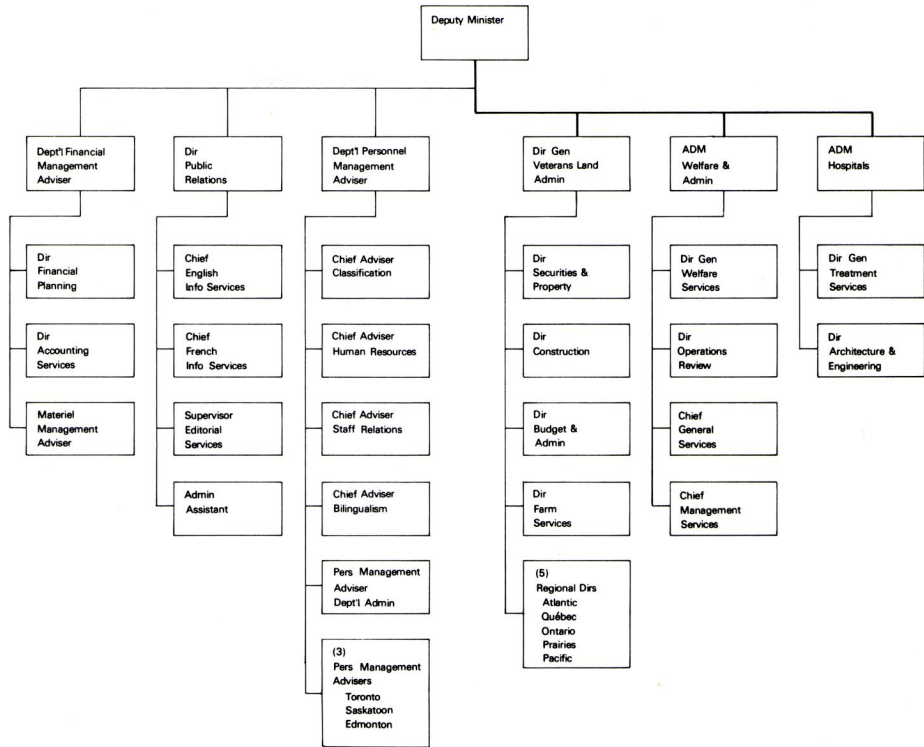 Deputy Minister
Dept'l Financial
Management
Adviser
Dir
Public
Relations
Dept'l Personnel
Management
Adviser
Dir Gen
Veterans Land
Admin
ADM
Welfare &
Admin
ADM
Hospitals
Dir
Financial
Planning
Dir
Accounting
Services
Materiel
Management
Adviser
Chief
English
Info Services
Chief
French
Info Services
Supervisor
Editorial
Services
Admin
Assistant
Chief Adviser
Classification
Chief Adviser
Human Resources
Chief Adviser
Staff Relations
Chief Adviser
Bilingualism
Pers Management
Adviser
Dept'l Admin
(3)
Pers Management
Advisers
Toronto
Saskatoon
Edmonton
Dir
Securities &
Property
Dir
Construction
Dir
Budget &
Admin
Dir
Farm
Services
(5)
Regional Dirs
Atlantic
Québec
Ontario
Prairies
Pacific
Dir Gen
Welfare
Services
Dir
Operations
Review
Chief
General
Services
Chief
Management
Services
Dir Gen
Treatment
Services
Dir
Architecture &
Engineering